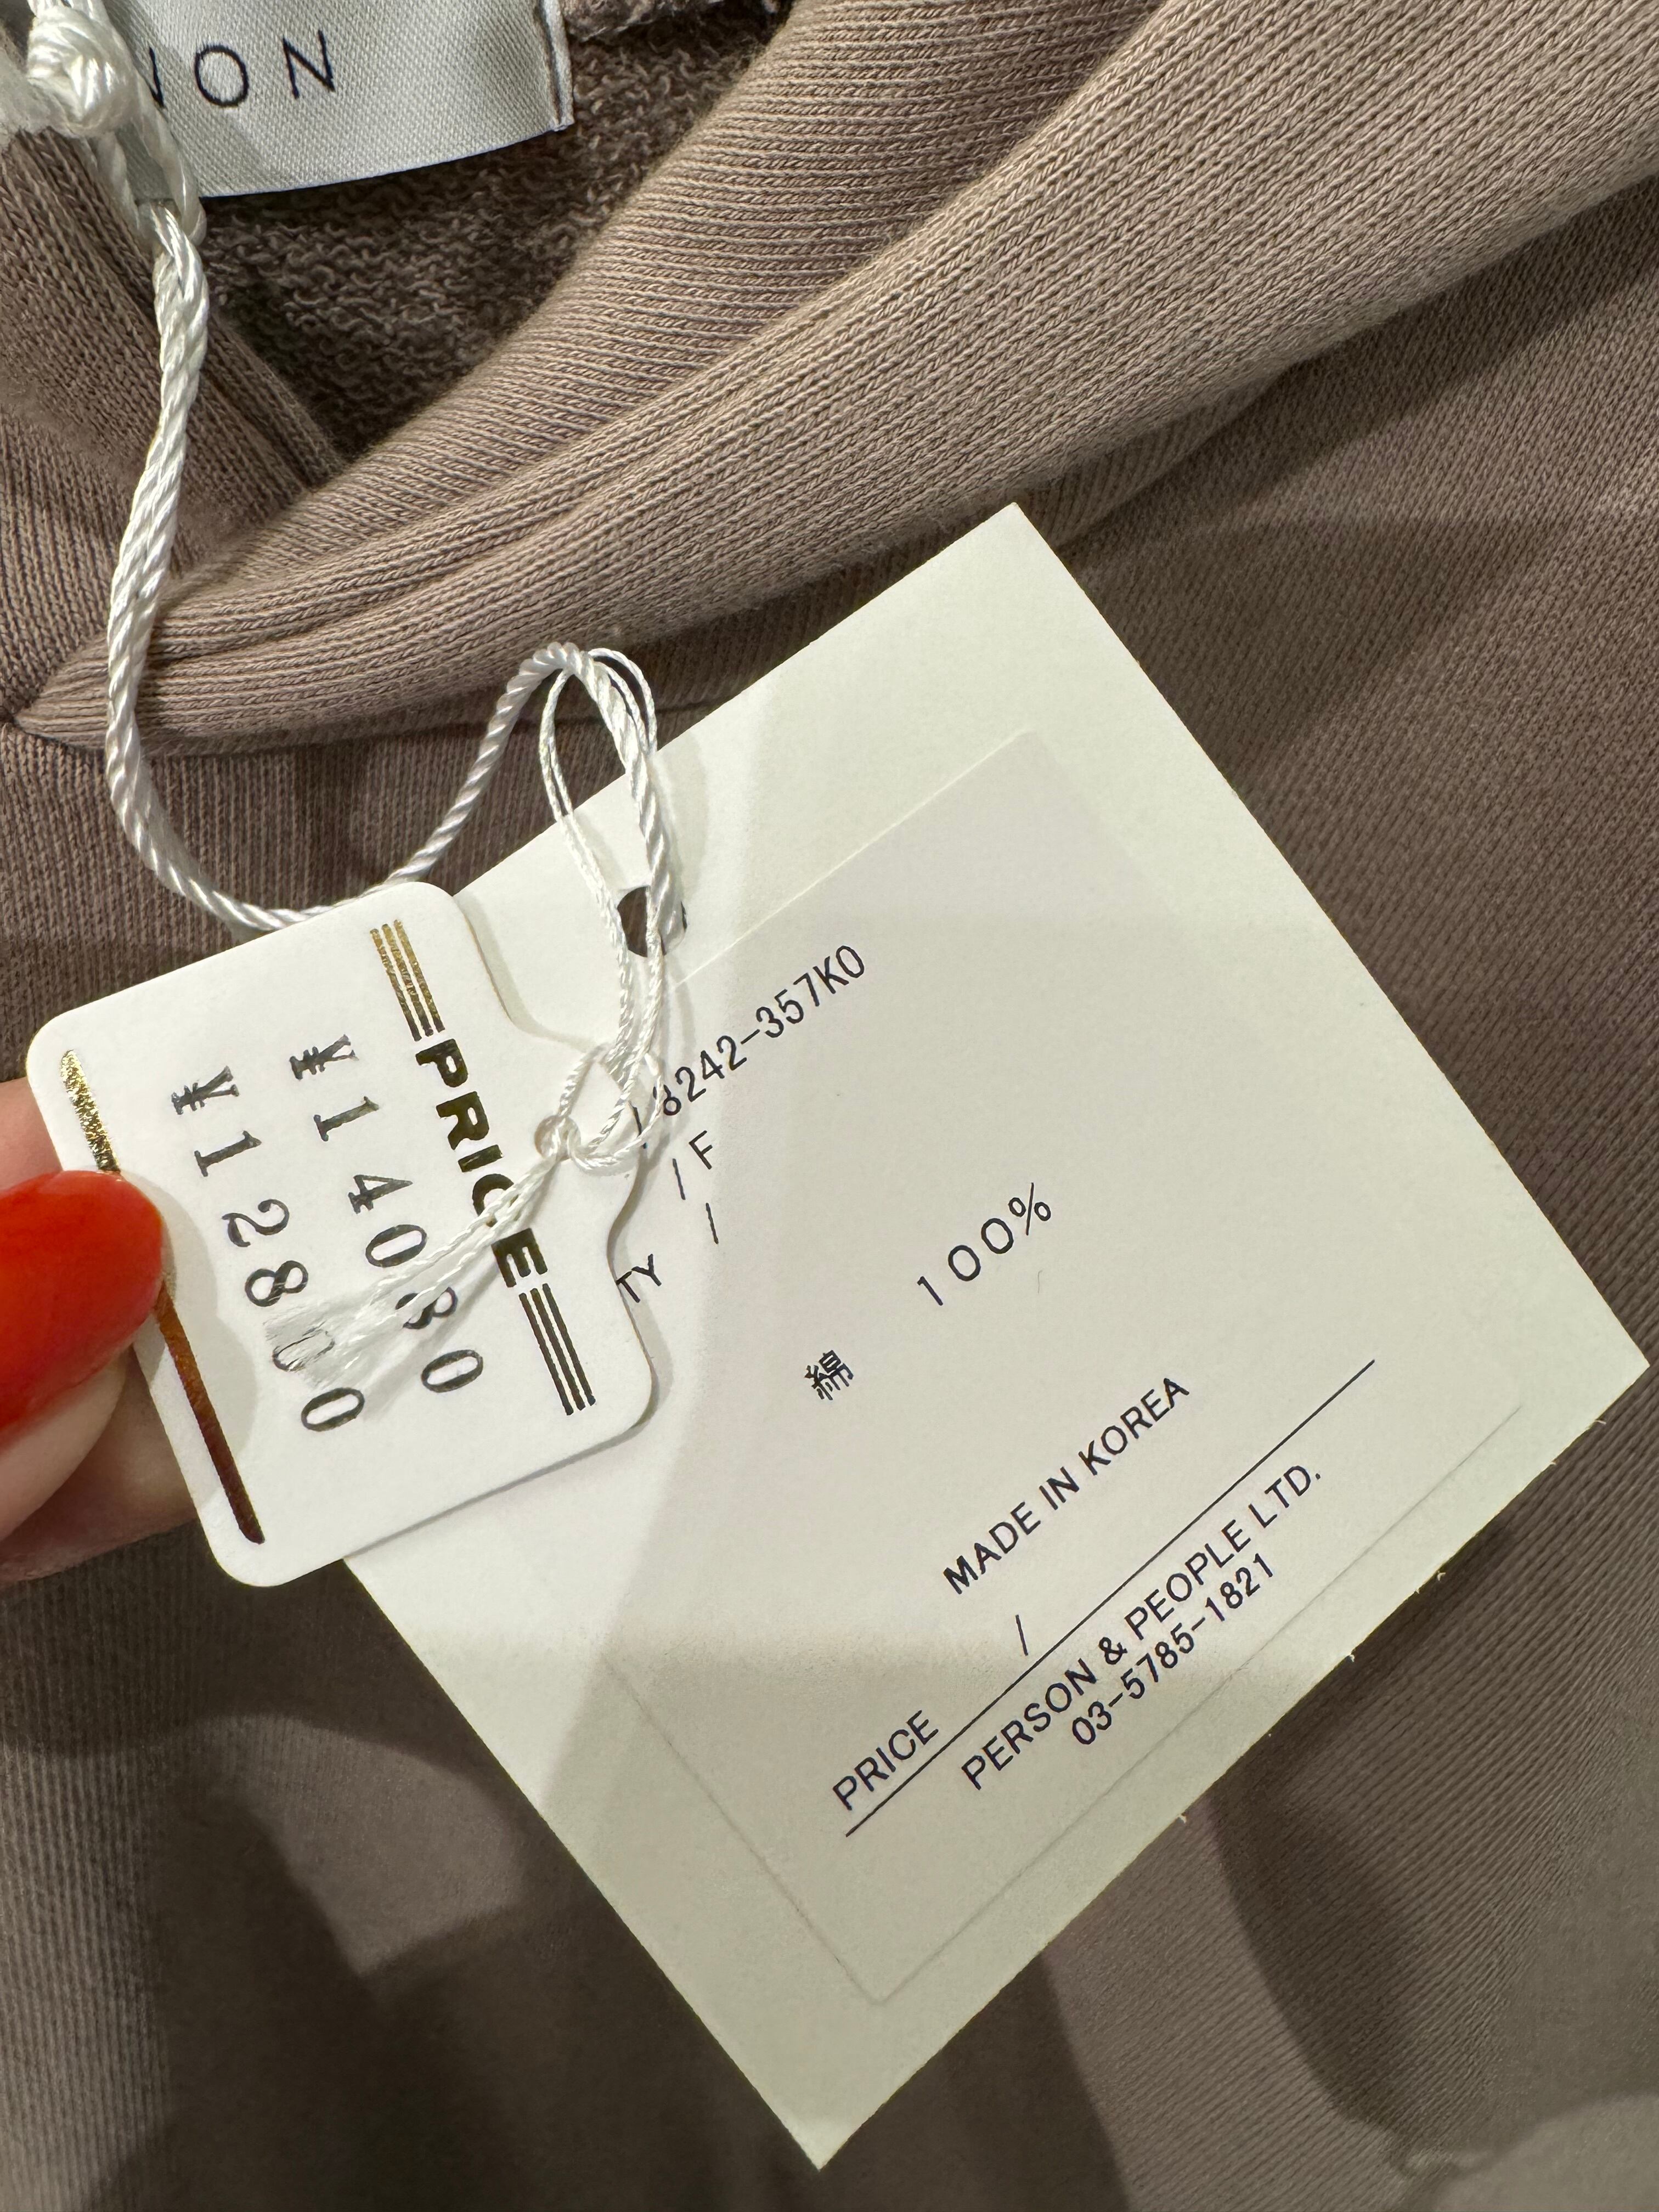 NON
PRICE
¥14080
¥12800
/ 8242-357K0
/ F
/
TY
綿 100%
MADE IN KOREA
PRICE /
PERSON & PEOPLE LTD.
03-5785-1821